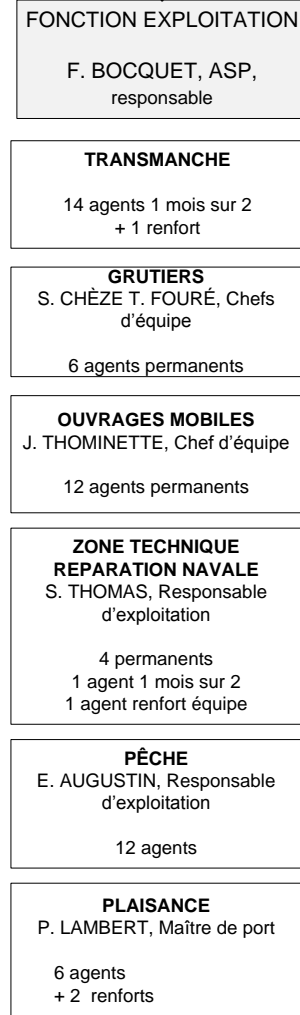 FONCTION EXPLOITATION
F. BOCQUET, ASP,
responsable
TRANSMANCHE
14 agents 1 mois sur 2
+ 1 renfort
GRUTIERS
S. CHÈZE T. FOURÉ, Chefs
d'équipe
6 agents permanents
OUVRAGES MOBILES
J. THOMINETTE, Chef d'équipe
12 agents permanents
ZONE TECHNIQUE
REPARATION NAVALE
S. THOMAS, Responsable
d'exploitation
4 permanents
1 agent 1 mois sur 2
1 agent renfort équipe
PÊCHE
E. AUGUSTIN, Responsable
d'exploitation
12 agents
PLAISANCE
P. LAMBERT, Maître de port
6 agents
+ 2 renforts